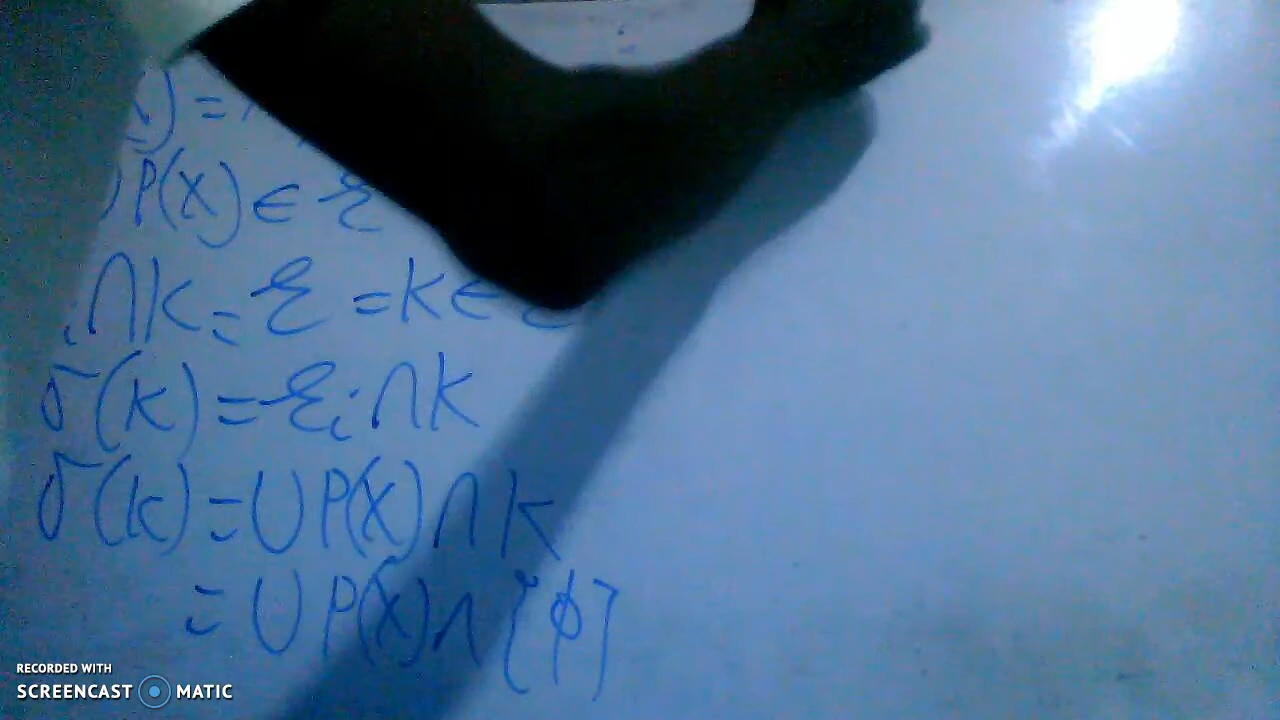 ) =
P(X) ∈ ℰ
∩K = ℰ = K ∈
σ(K) = ℰi ∩K
σ(K) = ∪ P(X) ∩ K
= ∪ P(X) ∩ {ϕ}
RECORDED WITH
SCREENCAST MATIC